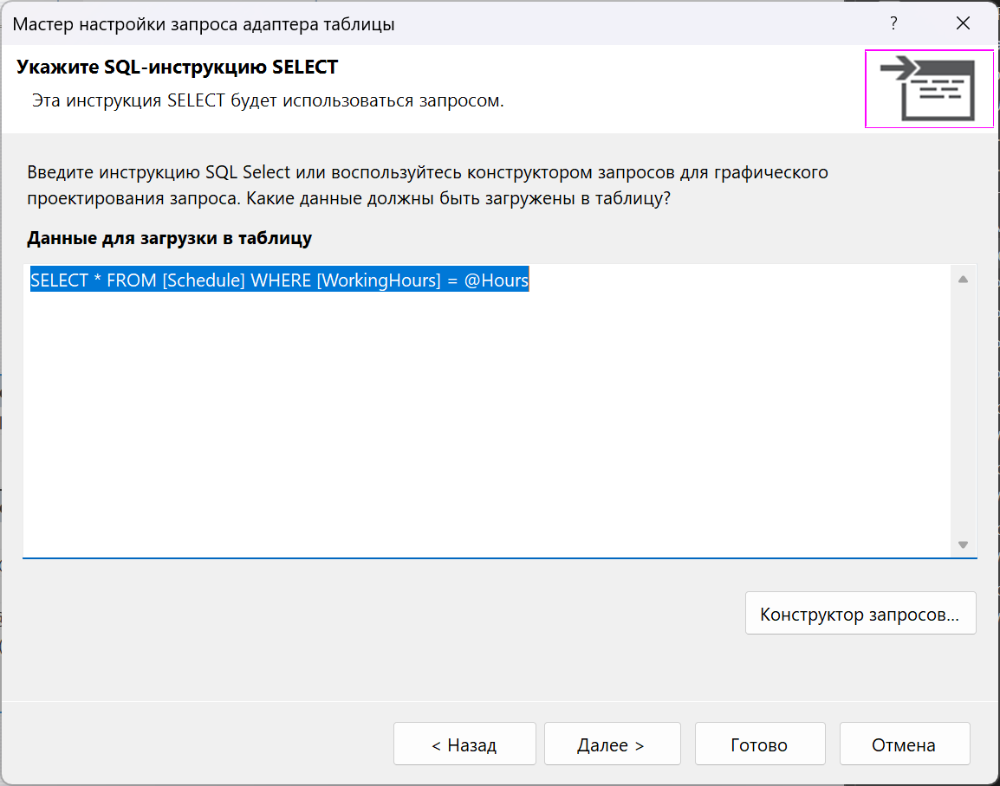 Мастер настройки запроса адаптера таблицы
?
Укажите SQL-инструкцию SELECT
Эта инструкция SELECT будет использоваться запросом.
Введите инструкцию SQL Select или воспользуйтесь конструктором запросов для графического
проектирования запроса. Какие данные должны быть загружены в таблицу?
Данные для загрузки в таблицу
SELECT * FROM [Schedule] WHERE [WorkingHours] = @Hours
Конструктор запросов...
< Назад
Далее >
Готово
Отмена